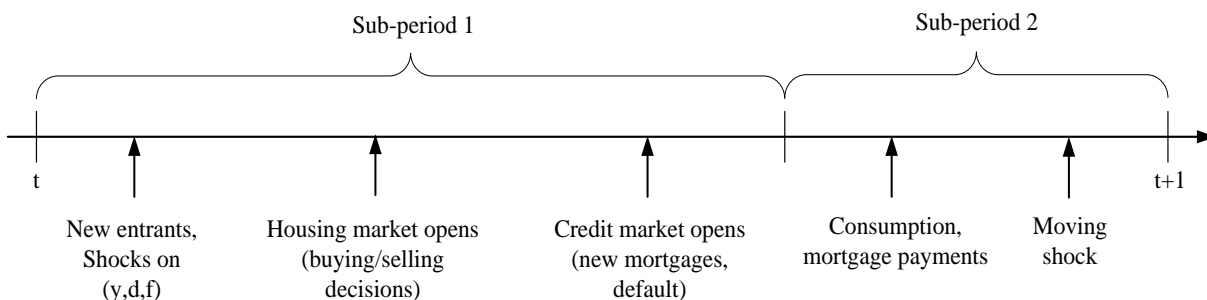 Sub-period 1
Sub-period 2
t
t+1
New entrants,
Shocks on
(y,d,f)
Housing market opens
(buying/selling
decisions)
Credit market opens
(new mortgages,
default)
Consumption,
mortgage payments
Moving
shock